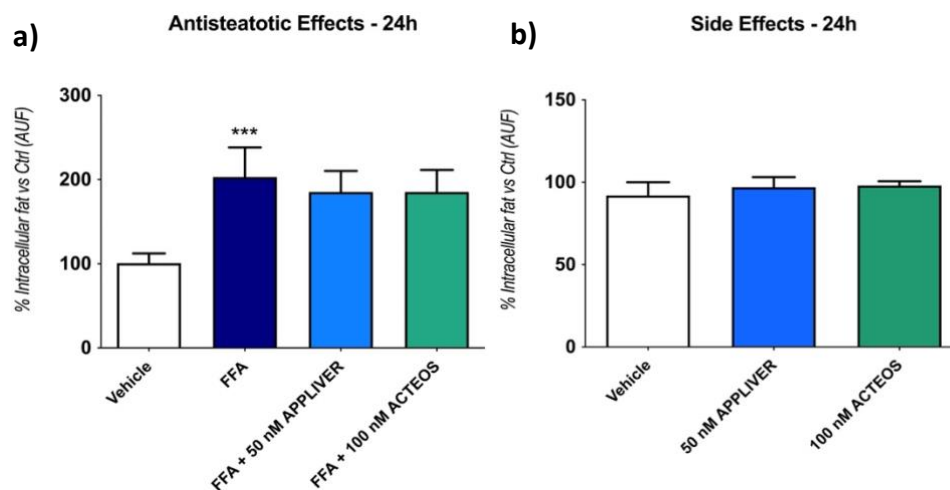 a)
Antisteatotic Effects - 24h
% Intracellular fat vs Ctrl (AUF)
300
200
100
0
***
Vehicle
FFA
FFA + 50 nM APPLIVER
FFA + 100 nM ACTEOS
b)
Side Effects - 24h
% Intracellular fat vs Ctrl (AUF)
150
100
50
0
Vehicle
50 nM APPLIVER
100 nM ACTEOS